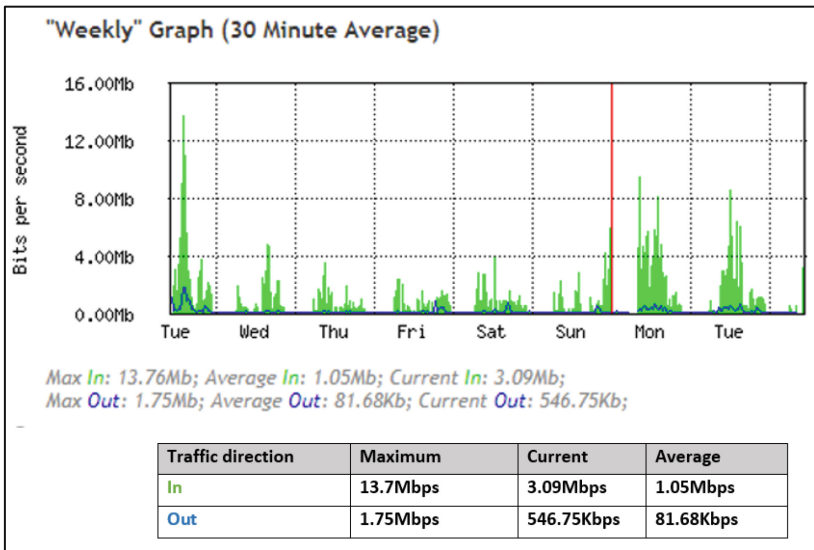 "Weekly" Graph (30 Minute Average)
Bits per second
16.00Mb
12.00Mb
8.00Mb
4.00Mb
0.00Mb
Tue Wed Thu Fri Sat Sun Mon Tue
Max In: 13.76Mb; Average In: 1.05Mb; Current In: 3.09Mb;
Max Out: 1.75Mb; Average Out: 81.68Kb; Current Out: 546.75Kb;
Traffic direction Maximum Current Average
In 13.7Mbps 3.09Mbps 1.05Mbps
Out 1.75Mbps 546.75Kbps 81.68Kbps